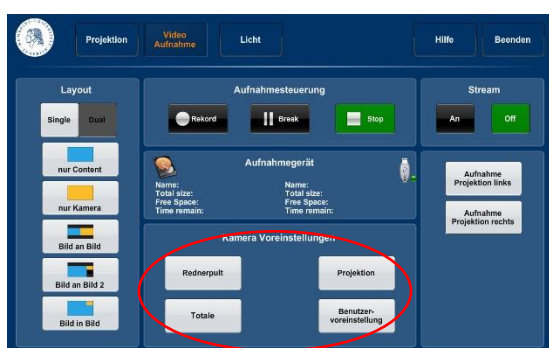 Projektion
Video
Aufnahme
Licht
Hilfe
Beenden
Layout
Single
Dual
nur Content
nur Kamera
Bild an Bild
Bild an Bild 2
Bild in Bild
Aufnahmesteuerung
Rekord
Break
Stop
Aufnahmegerät
Name:
Total size:
Free Space:
Time remain:
Name:
Total size:
Free Space:
Time remain:
Kamera Voreinstellungen
Rednerpult
Projektion
Totale
Benutzer-
voreinstellung
Stream
An
Off
Aufnahme
Projektion links
Aufnahme
Projektion rechts